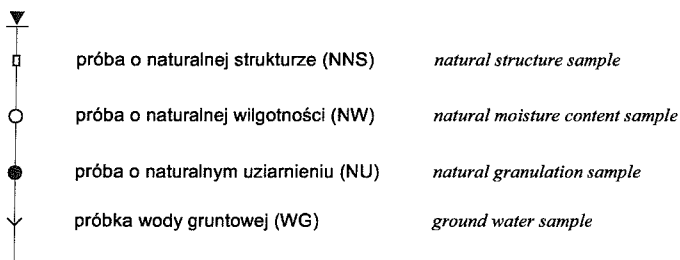 próba o naturalnej strukturze (NNS) natural structure sample
próba o naturalnej wilgotności (NW) natural moisture content sample
próba o naturalnym uziarnieniu (NU) natural granulation sample
próbka wody gruntowej (WG) ground water sample